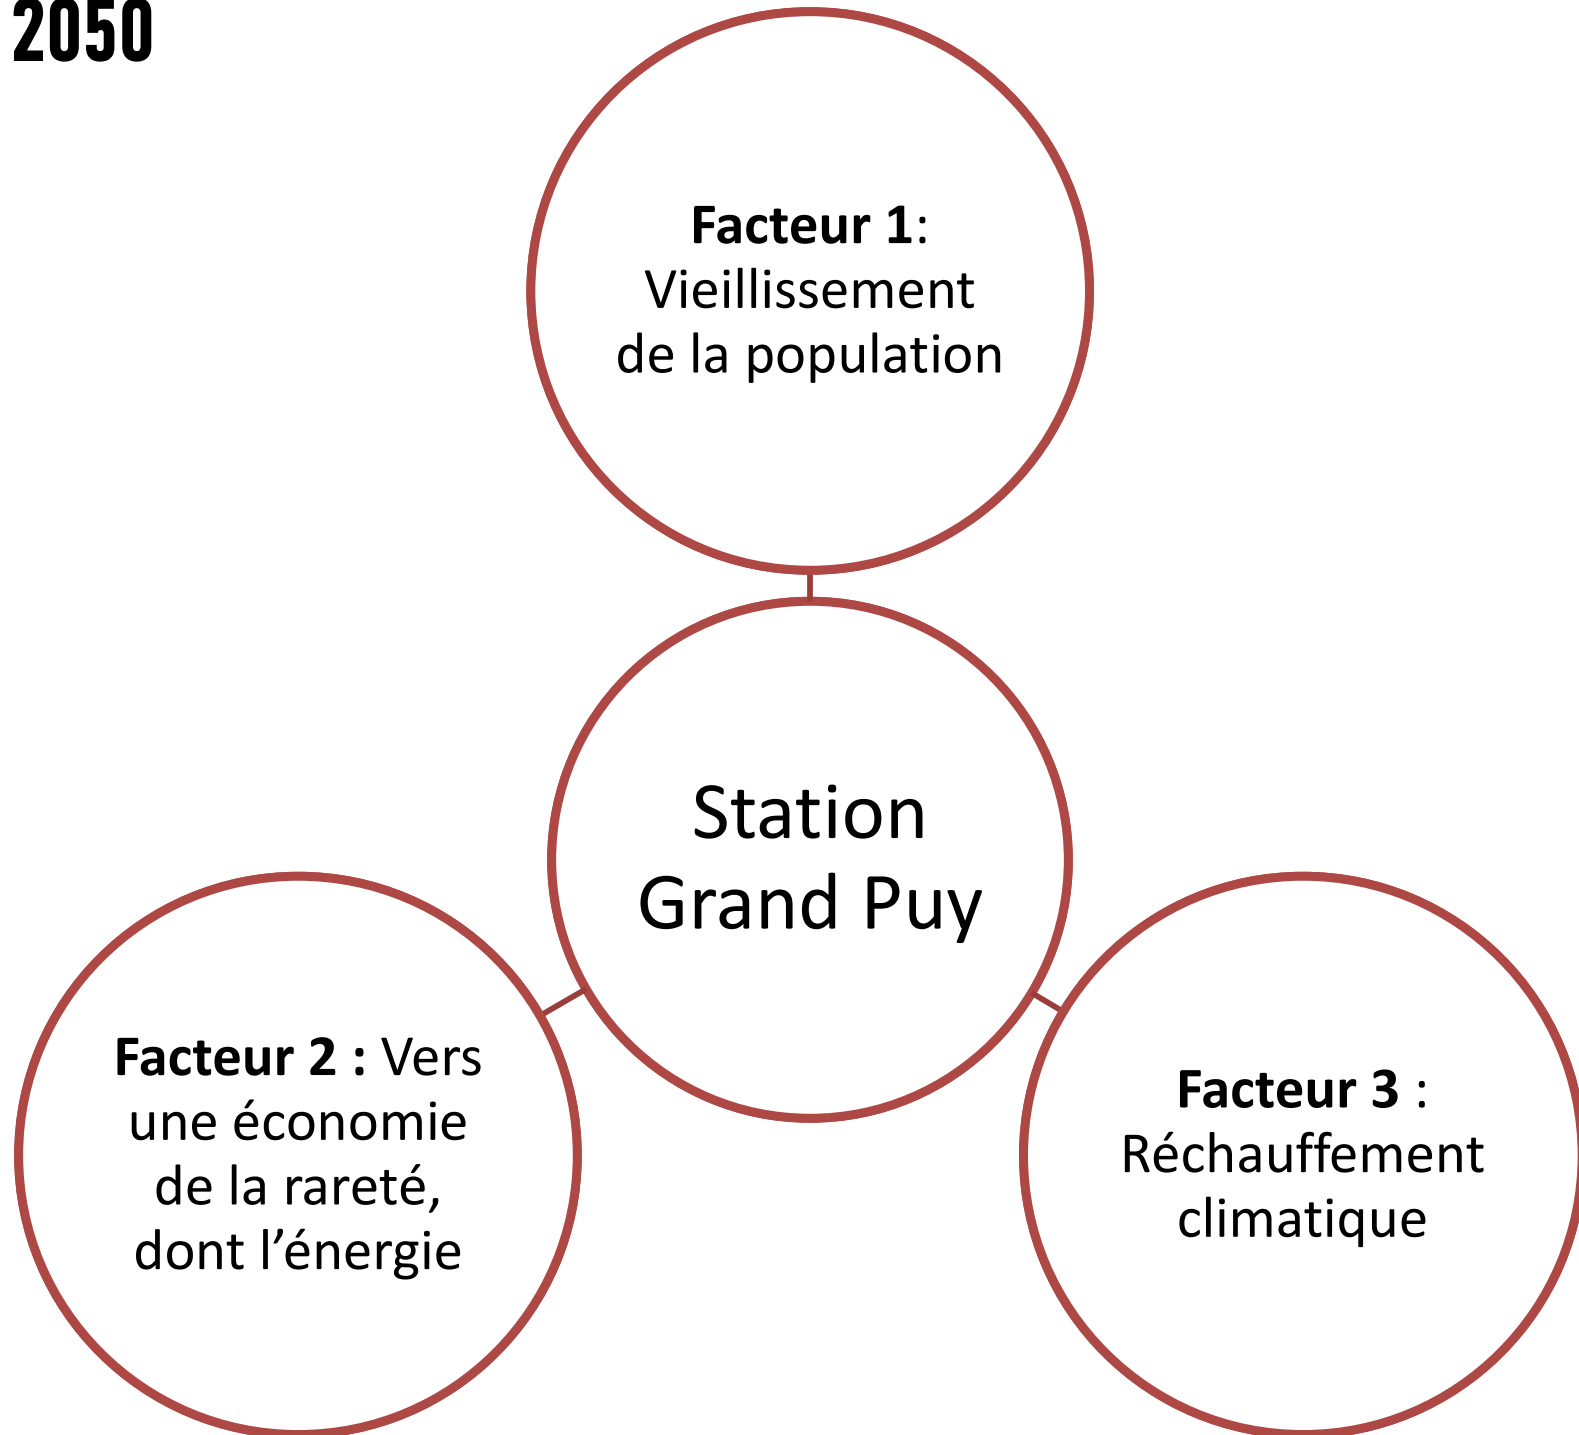 2050
Facteur 1:
Vieillissement
de la population
Station
Grand Puy
Facteur 2 : Vers
une économie
de la rareté,
dont l’énergie
Facteur 3 :
Réchauffement
climatique